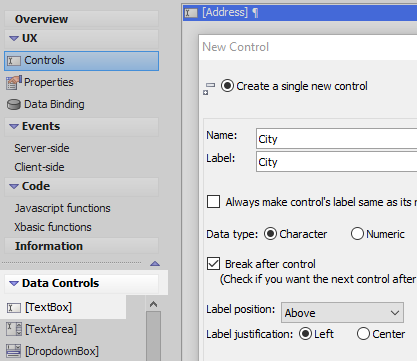 Overview
UX
Controls
Properties
Data Binding
Events
Server-side
Client-side
Code
Javascript functions
Xbasic functions
Information
Data Controls
[TextBox]
[TextArea]
[DropdownBox]
[Address] ¶
New Control
Create a single new control
Name: City
Label: City
Always make control's label same as its
Data type: Character Numeric
Break after control
(Check if you want the next control after
Label position: Above
Label justification: Left Center